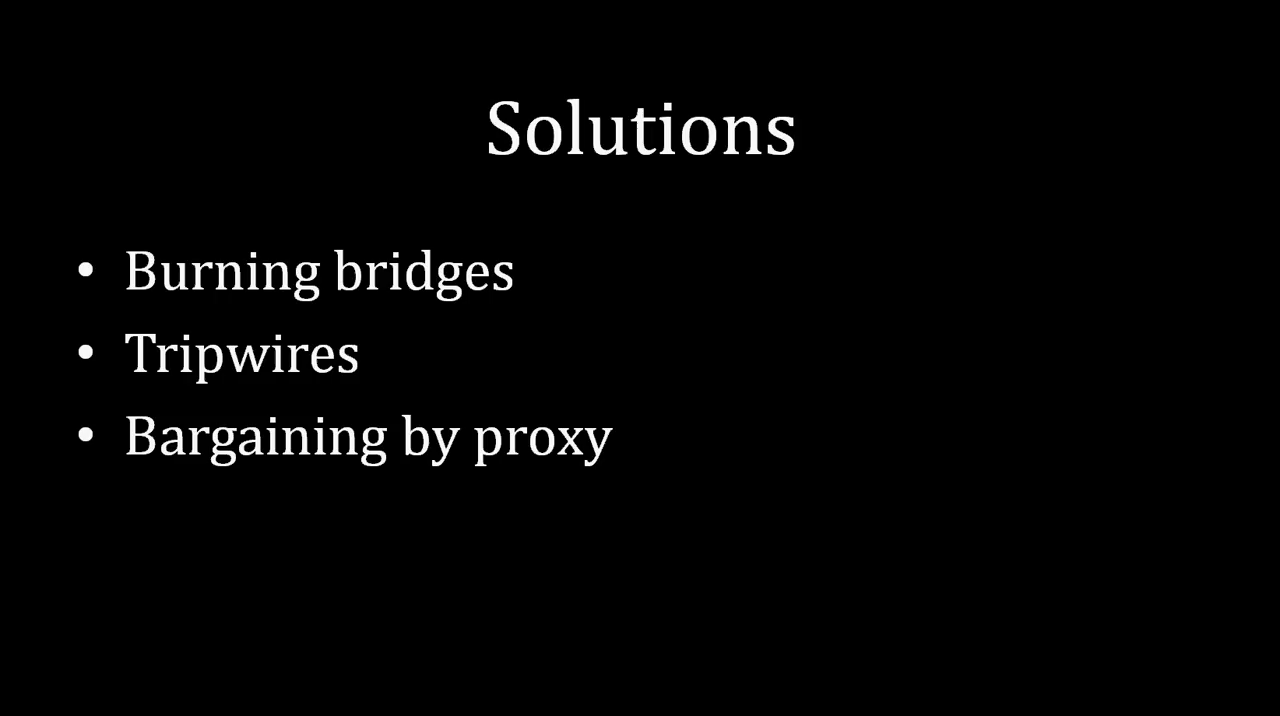 Solutions
• Burning bridges
• Tripwires
• Bargaining by proxy